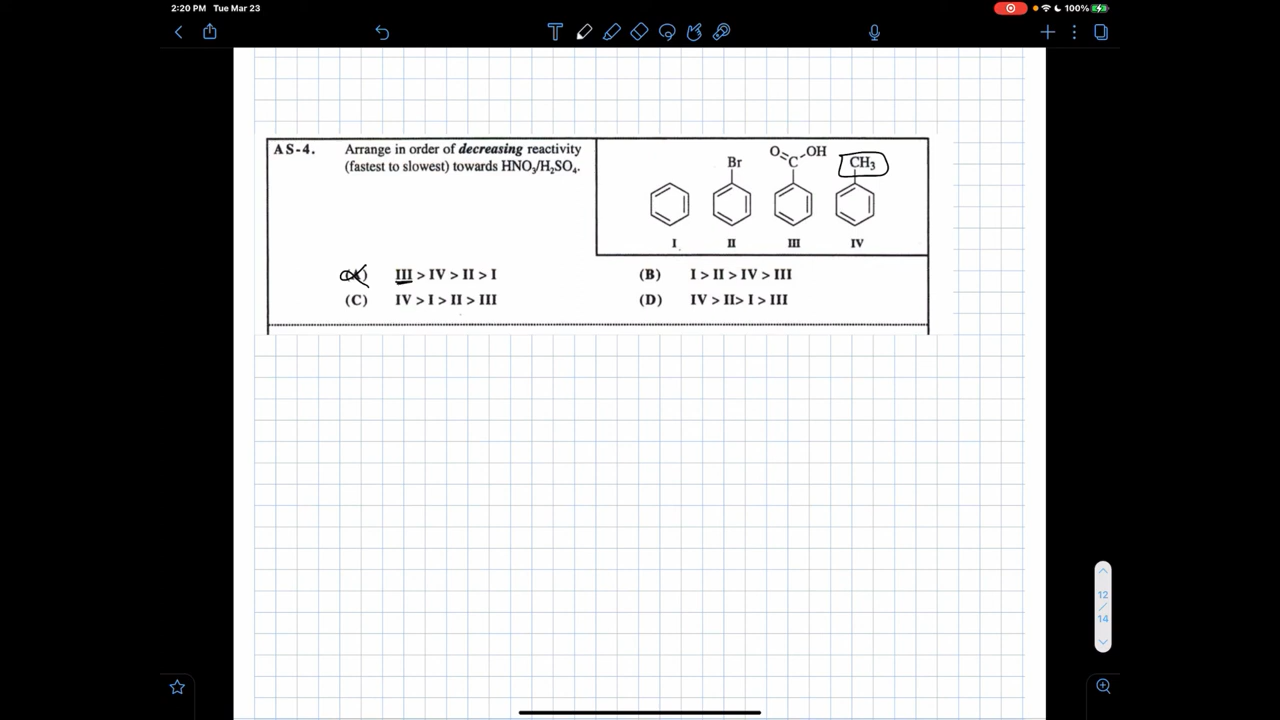 2:20 PM Tue Mar 23
100%
AS-4. Arrange in order of decreasing reactivity
(fastest to slowest) towards HNO3/H2SO4.
O OH
Br C CH3
I II III IV
III > IV > II > I
(B) I > II > IV > III
(C) IV > I > II > III
(D) IV > II> I > III
12
14